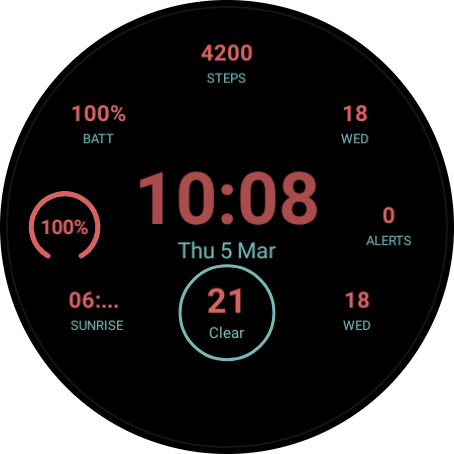 4200
STEPS
100%
BATT
18
WED
10:08
100%
0
ALERTS
Thu 5 Mar
06:...
SUNRISE
21
Clear
18
WED